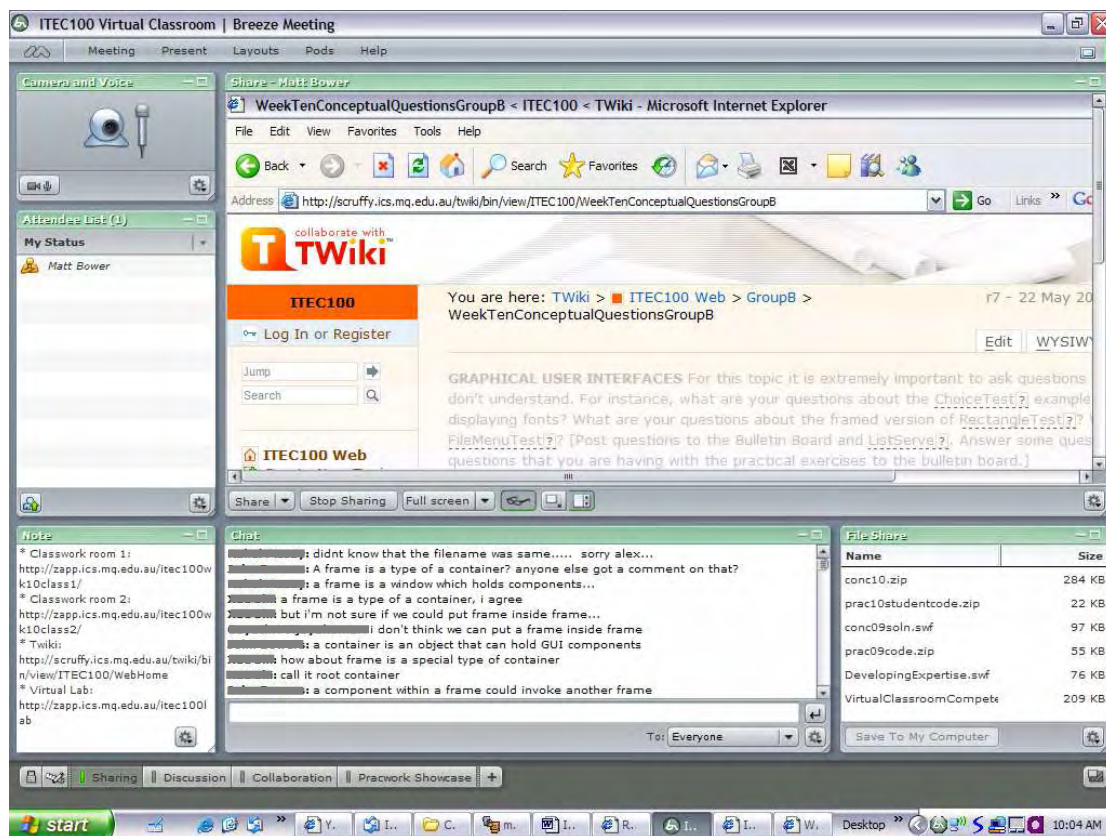 ITEC100 Virtual Classroom | Breeze Meeting
Meeting Present Layouts Pods Help
Camera and Voice
Attendee List (1)
My Status
Matt Bower
Share - Matt Bower
WeekTenConceptualQuestionsGroupB < ITEC100 < TWiki - Microsoft Internet Explorer
File Edit View Favorites Tools Help
Back Search Favorites
Address http://scruffy.ics.mq.edu.au/twiki/bin/view/ITEC100/WeekTenConceptualQuestionsGroupB Go Links »
collaborate with
TWiki™
ITEC100
Log In or Register
Jump
Search
ITEC100 Web
You are here: TWiki > ITEC100 Web > GroupB >
WeekTenConceptualQuestionsGroupB
r7 - 22 May 20
Edit WYSIWY
GRAPHICAL USER INTERFACES For this topic it is extremely important to ask questions
don't understand. For instance, what are your questions about the ChoiceTest? example
displaying fonts? What are your questions about the framed version of RectangleTest??
FileMenuTest?? [Post questions to the Bulletin Board and ListServe?. Answer some ques
questions that you are having with the practical exercises to the bulletin board.]
Share Stop Sharing Full screen
Note
* Classwork room 1:
http://zapp.ics.mq.edu.au/itec100w
k10class1/
* Classwork room 2:
http://zapp.ics.mq.edu.au/itec100w
k10class2/
* Twiki:
http://scruffy.ics.mq.edu.au/twiki/bi
n/view/ITEC100/WebHome
* Virtual Lab:
http://zapp.ics.mq.edu.au/itec100l
ab
Chat
: didnt know that the filename was same..... sorry alex...
: A frame is a type of a container? anyone else got a comment on that?
: a frame is a window which holds components...
a frame is a type of a container, i agree
but i'm not sure if we could put frame inside frame...
i don't think we can put a frame inside frame
: a container is an object that can hold GUI components
how about frame is a special type of container
: call it root container
: a component within a frame could invoke another frame
To: Everyone
File Share
Name Size
conc10.zip 284 KB
prac10studentcode.zip 22 KB
conc09soln.swf 97 KB
prac09code.zip 55 KB
DevelopingExpertise.swf 76 KB
VirtualClassroomCompete 209 KB
Save To My Computer
Sharing Discussion Collaboration Pracwork Showcase +
start » Y.. I.. C. m. I.. R.. I.. I.. W. Desktop » 10:04 AM